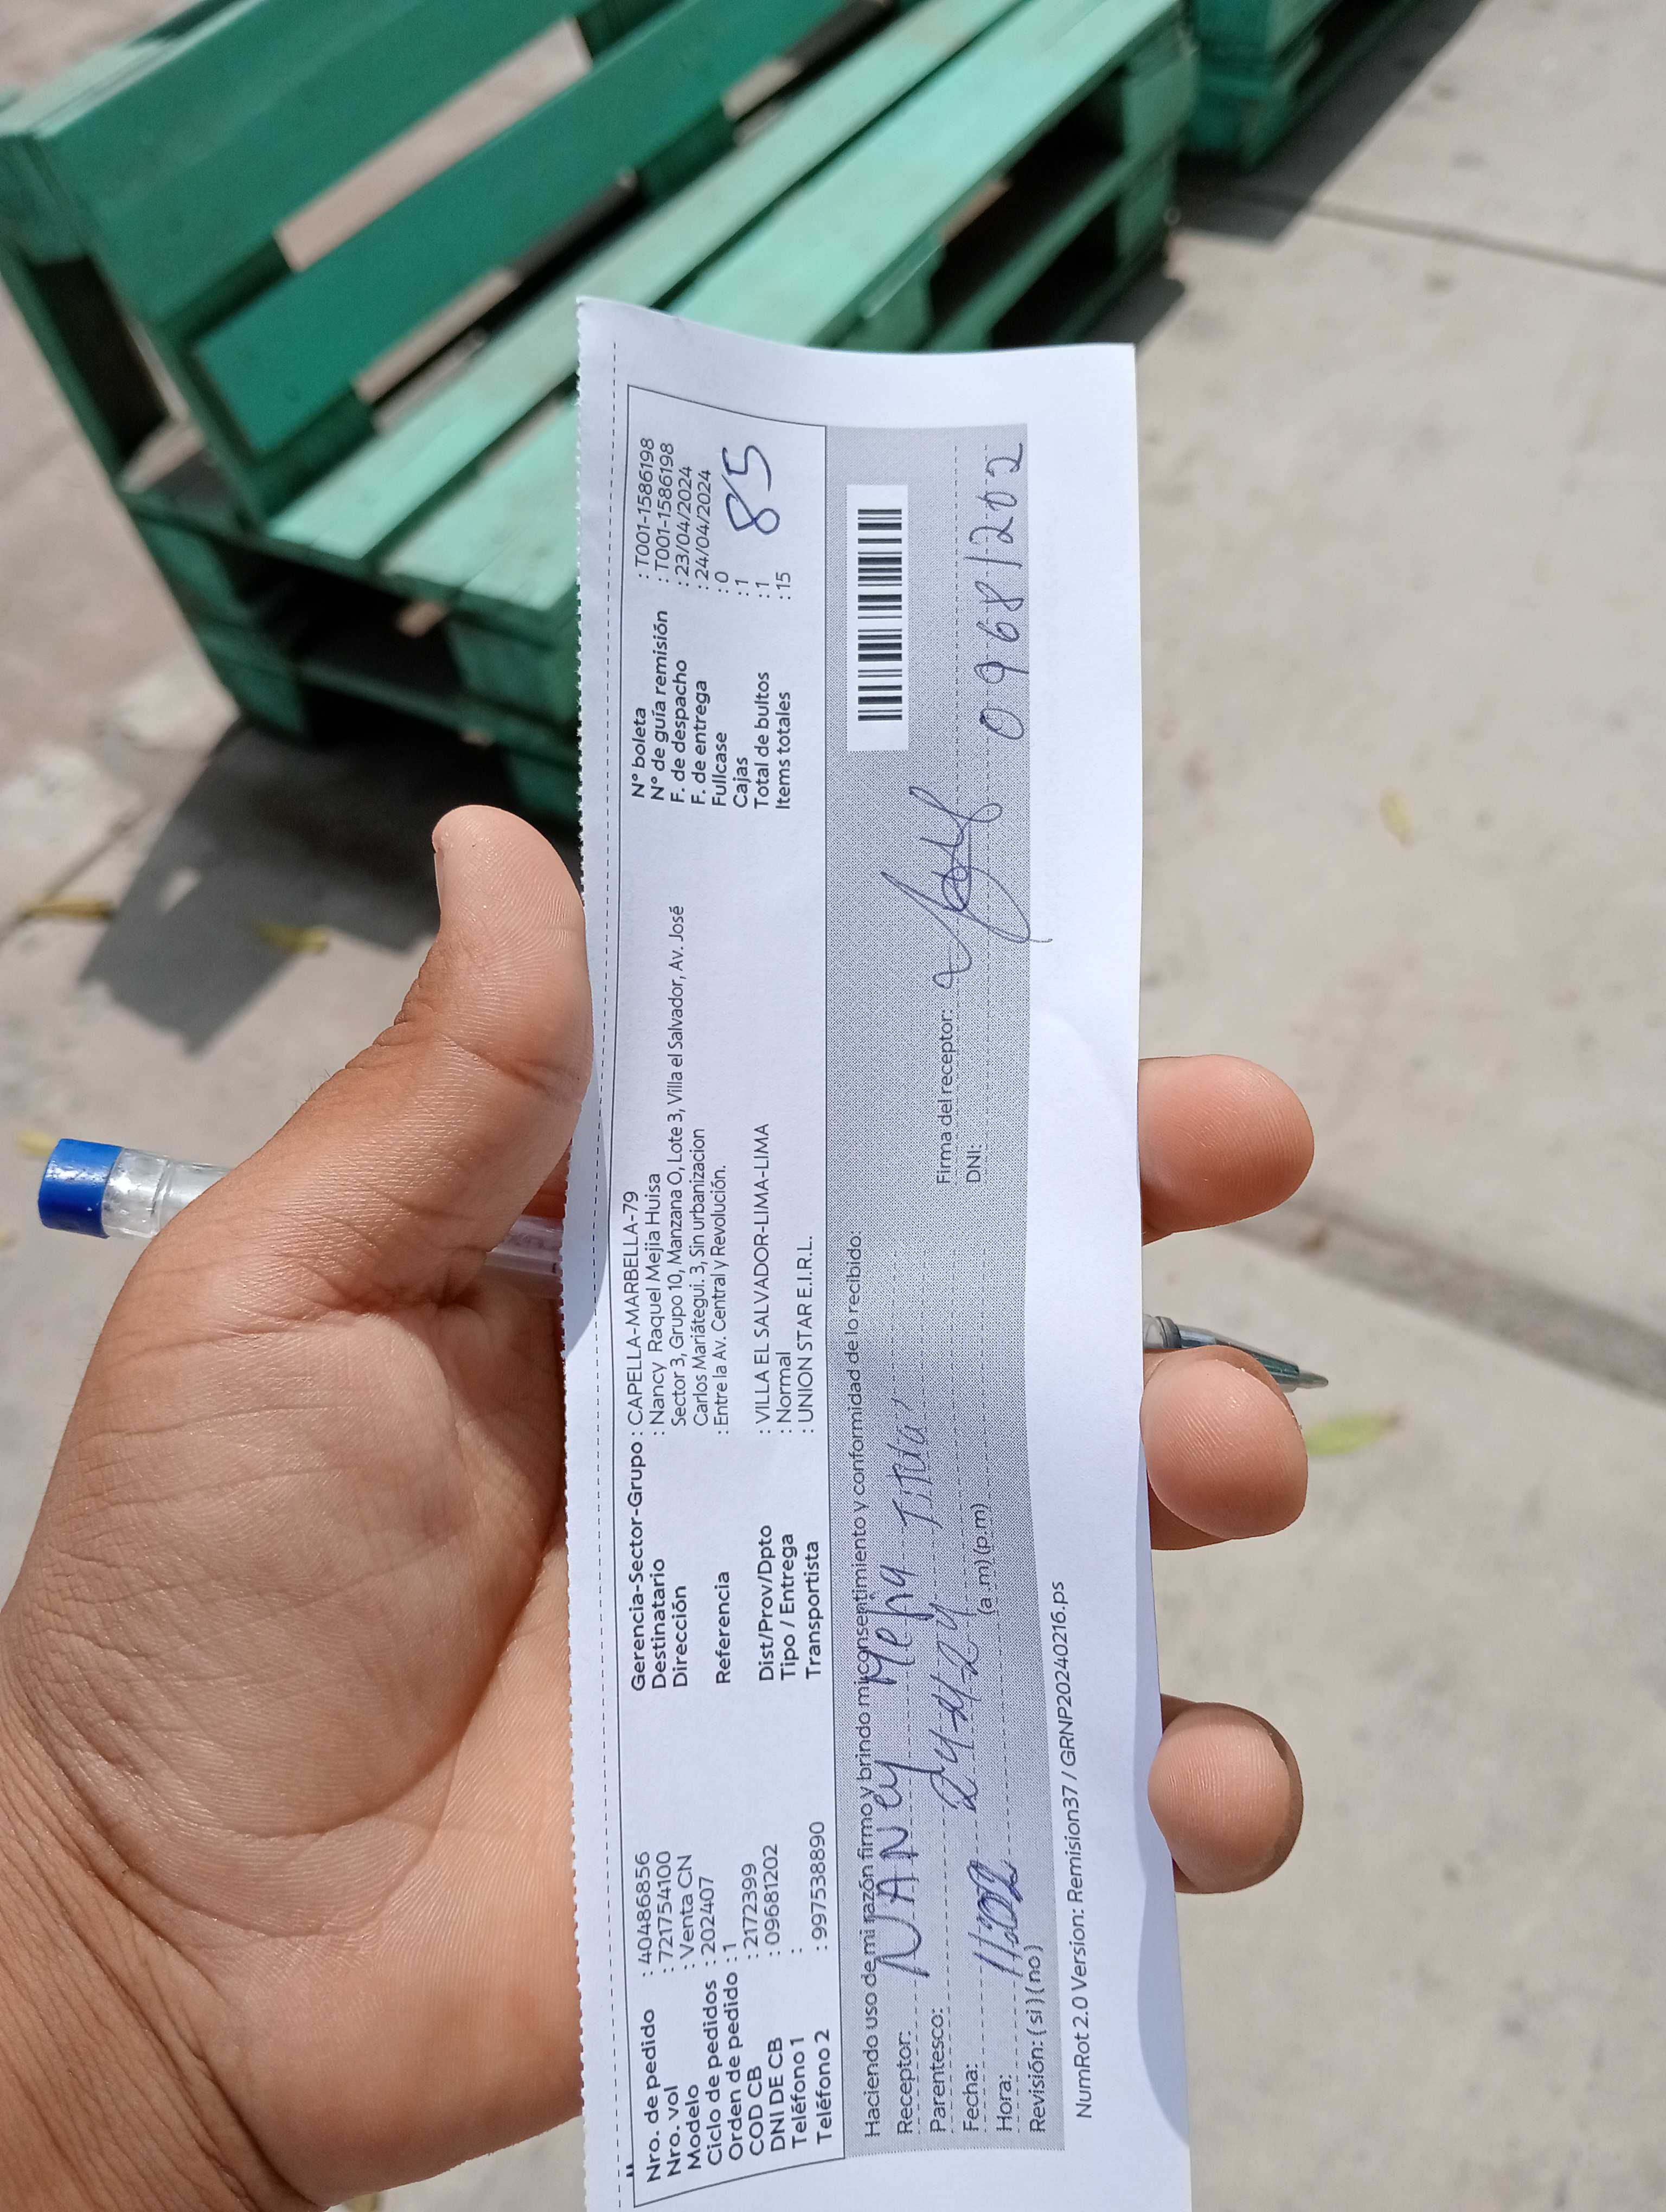 Nro. de pedido : 40486856
Nro. vol : 721754100
Modelo : Venta CN
Ciclo de pedidos : 202407
Orden de pedido : 1
COD CB : 2172399
DNI DE CB : 09681202
Teléfono 1 :
Teléfono 2 : 997538890
Gerencia-Sector-Grupo : CAPELLA-MARBELLA-79
Destinatario : Nancy Raquel Mejia Huisa
Dirección Sector 3, Grupo 10, Manzana O, Lote 3, Villa el Salvador, Av. José
Carlos Mariátegui. 3, Sin urbanizacion
Referencia : Entre la Av. Central y Revolución.
Dist/Prov/Dpto : VILLA EL SALVADOR-LIMA-LIMA
Tipo / Entrega : Normal
Transportista : UNION STAR E.I.R.L.
N° boleta : T001-1586198
N° de guía remisión : T001-1586198
F. de despacho : 23/04/2024
F. de entrega : 24/04/2024
Fullcase : 0
Cajas : 1
Total de bultos : 1
Items totales : 15
85
Haciendo uso de mi razón firmo y brindo mi consentimiento y conformidad de lo recibido:
Receptor: NANCY Mejia Titular
Parentesco: 24-4-24
Fecha:
Hora: 11:202 (a .m) (p.m)
Revisión: ( si ) ( no )
Firma del receptor:
DNI: 09681202
NumRot 2.0 Version: Remision37 / GRNP20240216.ps